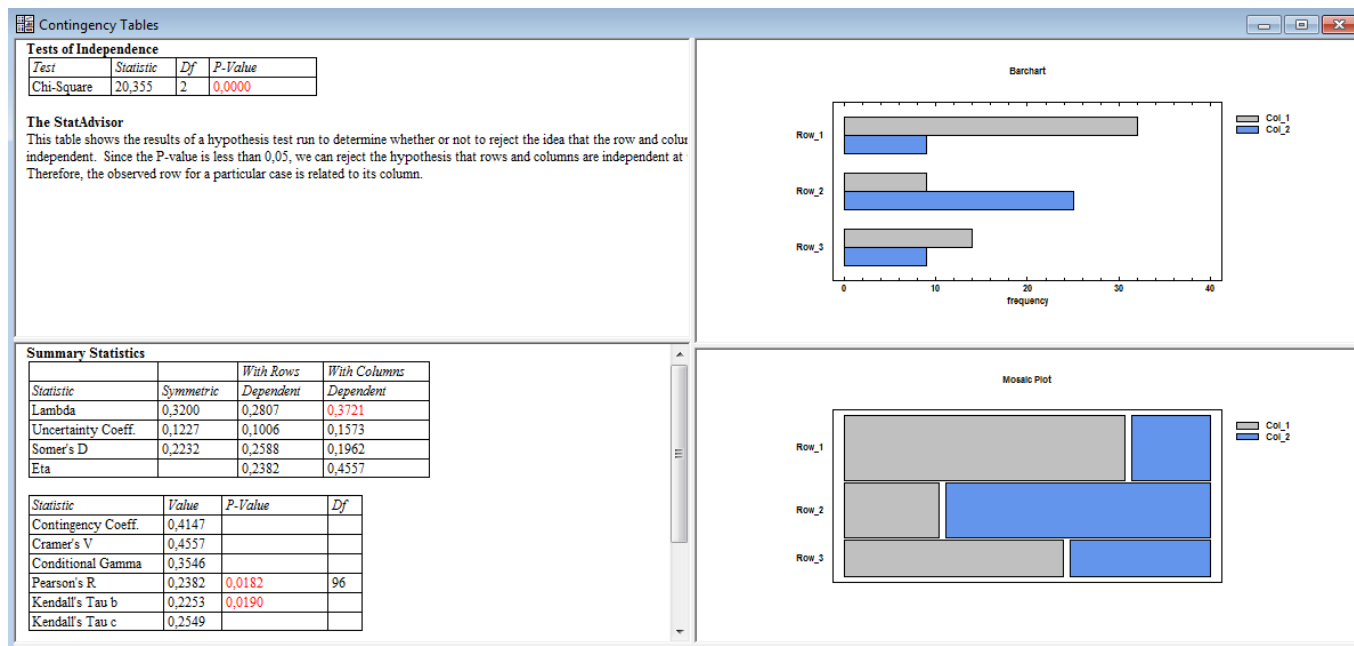 Contingency Tables
Tests of Independence
Test Statistic Df P-Value
Chi-Square 20,355 2 0,0000
The StatAdvisor
This table shows the results of a hypothesis test run to determine whether or not to reject the idea that the row and
independent. Since the P-value is less than 0,05, we can reject the hypothesis that rows and columns are independent at
Therefore, the observed row for a particular case is related to its column.
Barchart
Row_1
Row_2
Row_3
0 10 20 30 40
frequency
Col_1
Col_2
Summary Statistics
With Rows With Columns
Statistic Symmetric Dependent Dependent
Lambda 0,3200 0,2807 0,3721
Uncertainty Coeff. 0,1227 0,1006 0,1573
Somer's D 0,2232 0,2588 0,1962
Eta 0,2382 0,4557
Statistic Value P-Value Df
Contingency Coeff. 0,4147
Cramer's V 0,4557
Conditional Gamma 0,3546
Pearson's R 0,2382 0,0182 96
Kendall's Tau b 0,2253 0,0190
Kendall's Tau c 0,2549
Mosaic Plot
Row_1
Row_2
Row_3
Col_1
Col_2